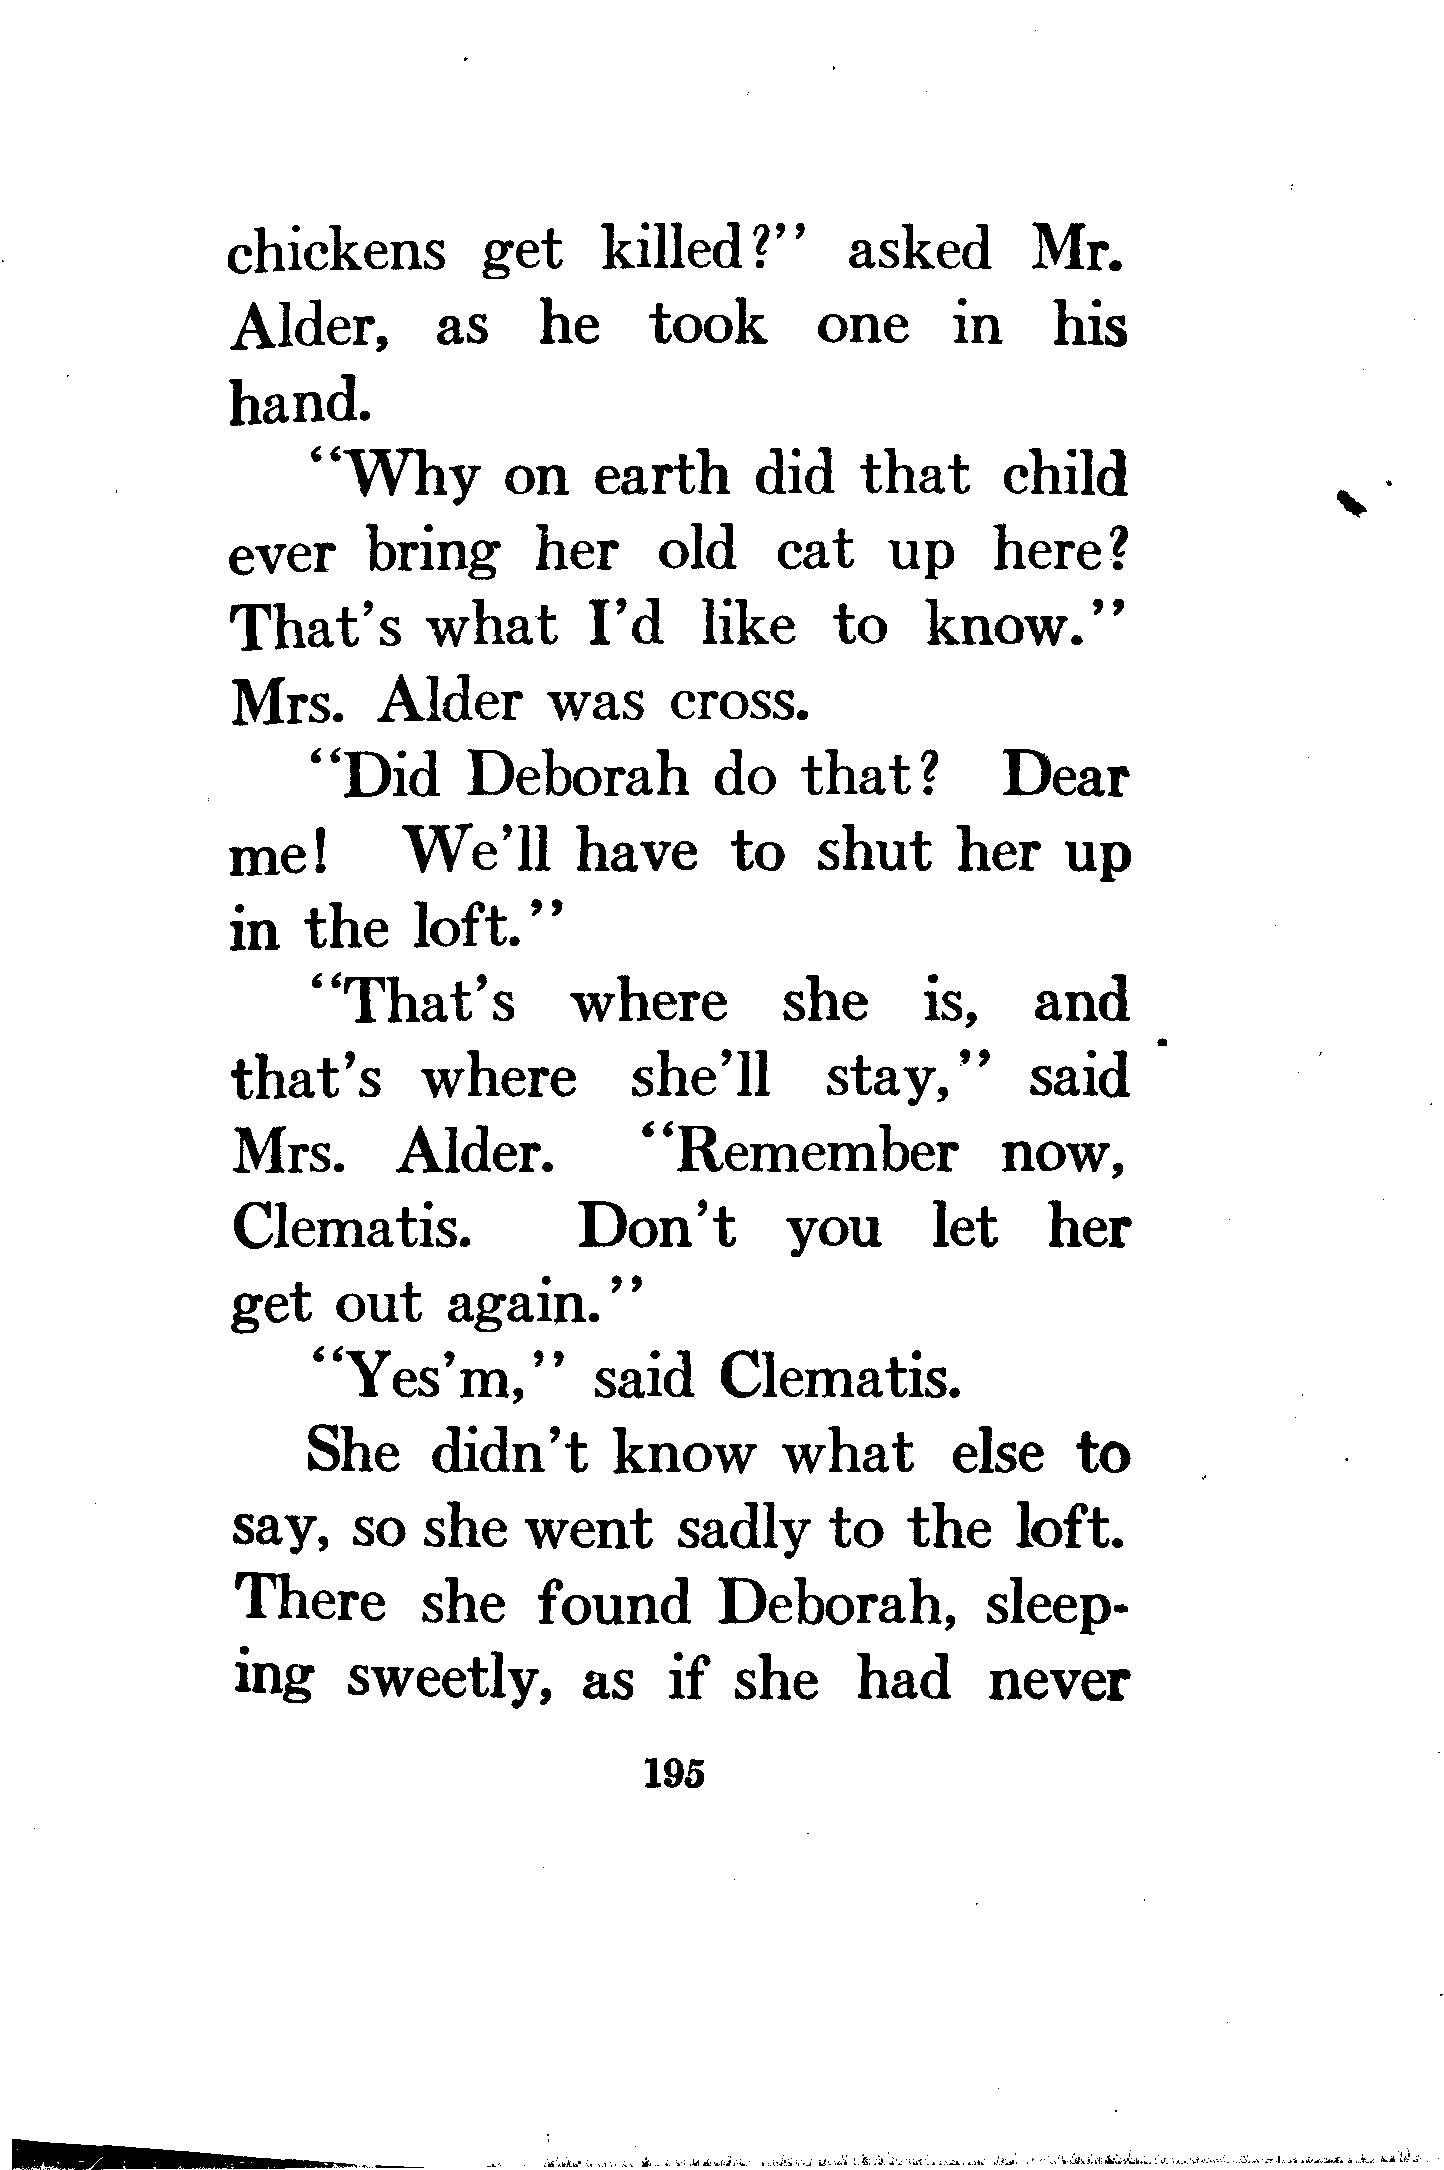 chickens get killed?" asked Mr.
Alder, as he took one in his
hand.
"Why on earth did that child
ever bring her old cat up here?
That's what I'd like to know."
Mrs. Alder was cross.
"Did Deborah do that? Dear
me! We'll have to shut her up
in the loft."
"That's where she is, and
that's where she'll stay," said
Mrs. Alder. "Remember now,
Clematis. Don't you let her
get out again."
"Yes'm," said Clematis.
She didn't know what else to
say, so she went sadly to the loft.
There she found Deborah, sleep-
ing sweetly, as if she had never
195